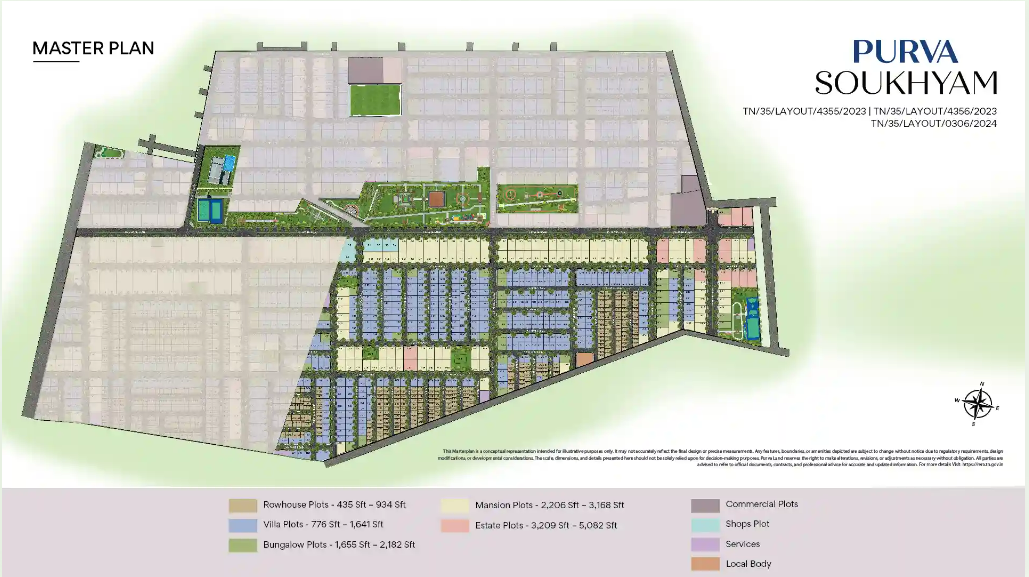 MASTER PLAN
PURVA
SOUKHYAM
TN/35/LAYOUT/4355/2023 | TN/35/LAYOUT/4356/2023
TN/35/LAYOUT/0306/2024
N
W
E
S
This Masterplan is a conceptual representation intended for illustrative purposes only. It may not accurately reflect the final design or precise measurements. Any features, boundaries, or amenities depicted are subject to change without notice due to regulatory requirements, design
modifications, or developmental considerations. The scale, dimensions, and details presented here should not be solely relied upon for decision-making purposes. Purva Land reserves the right to make alterations, revisions, or adjustments as necessary without obligation. All parties are
advised to refer to official documents, contracts, and professional advice for accurate and updated information. For more details Visit
Rowhouse Plots - 435 Sft – 934 Sft
Villa Plots - 776 Sft – 1,641 Sft
Bungalow Plots - 1,655 Sft – 2,182 Sft
Mansion Plots - 2,206 Sft – 3,168 Sft
Estate Plots - 3,209 Sft – 5,082 Sft
Commercial Plots
Shops Plot
Services
Local Body